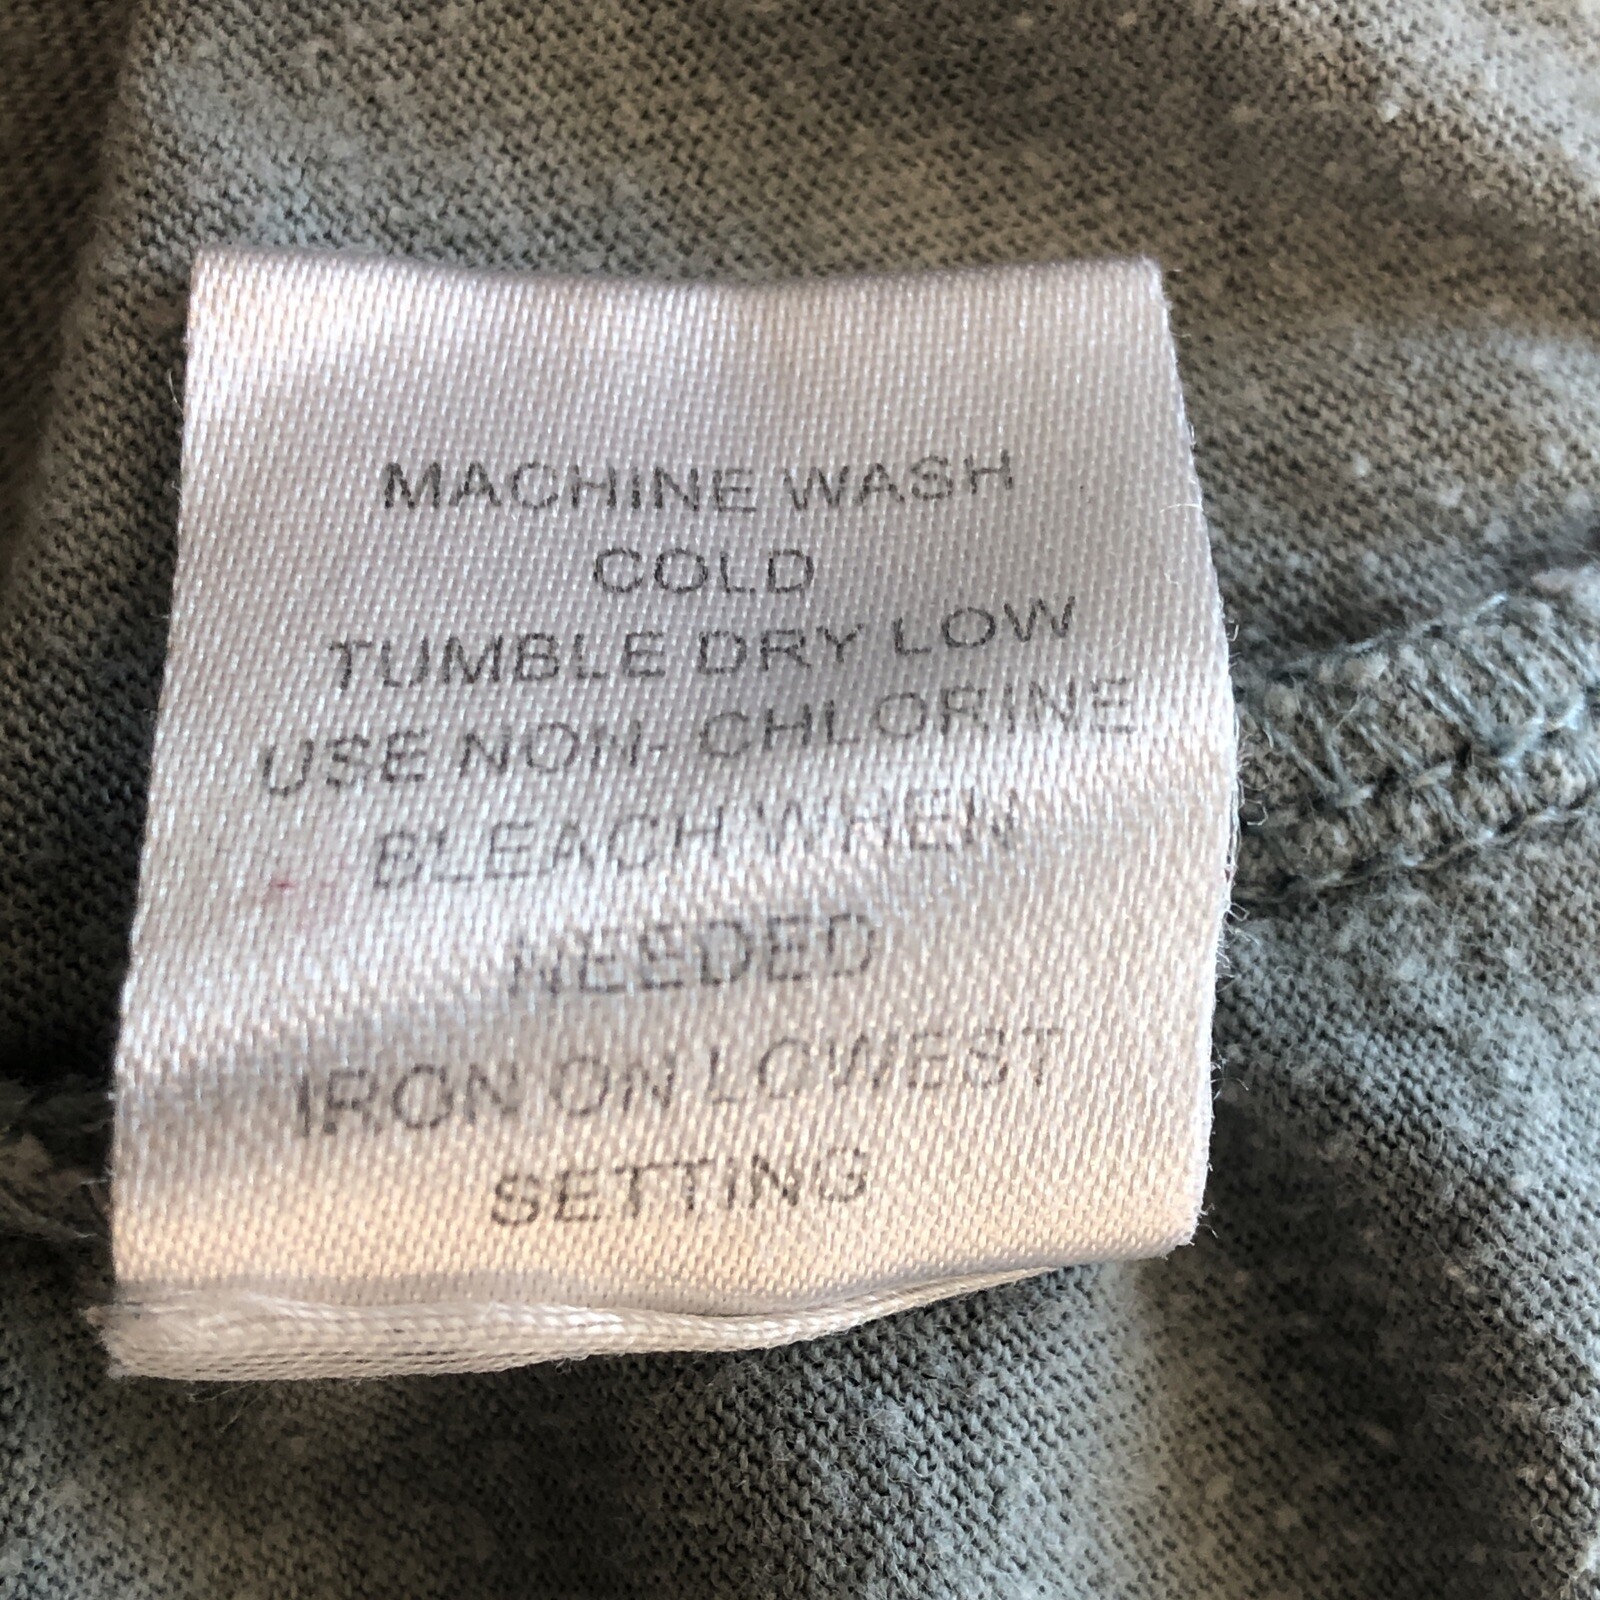 MACHINE WASH
COLD
TUMBLE DRY LOW
USE NON- CHLORINE
BLEACH WHEN
NEEDED
IRON ON LOWEST
SETTING